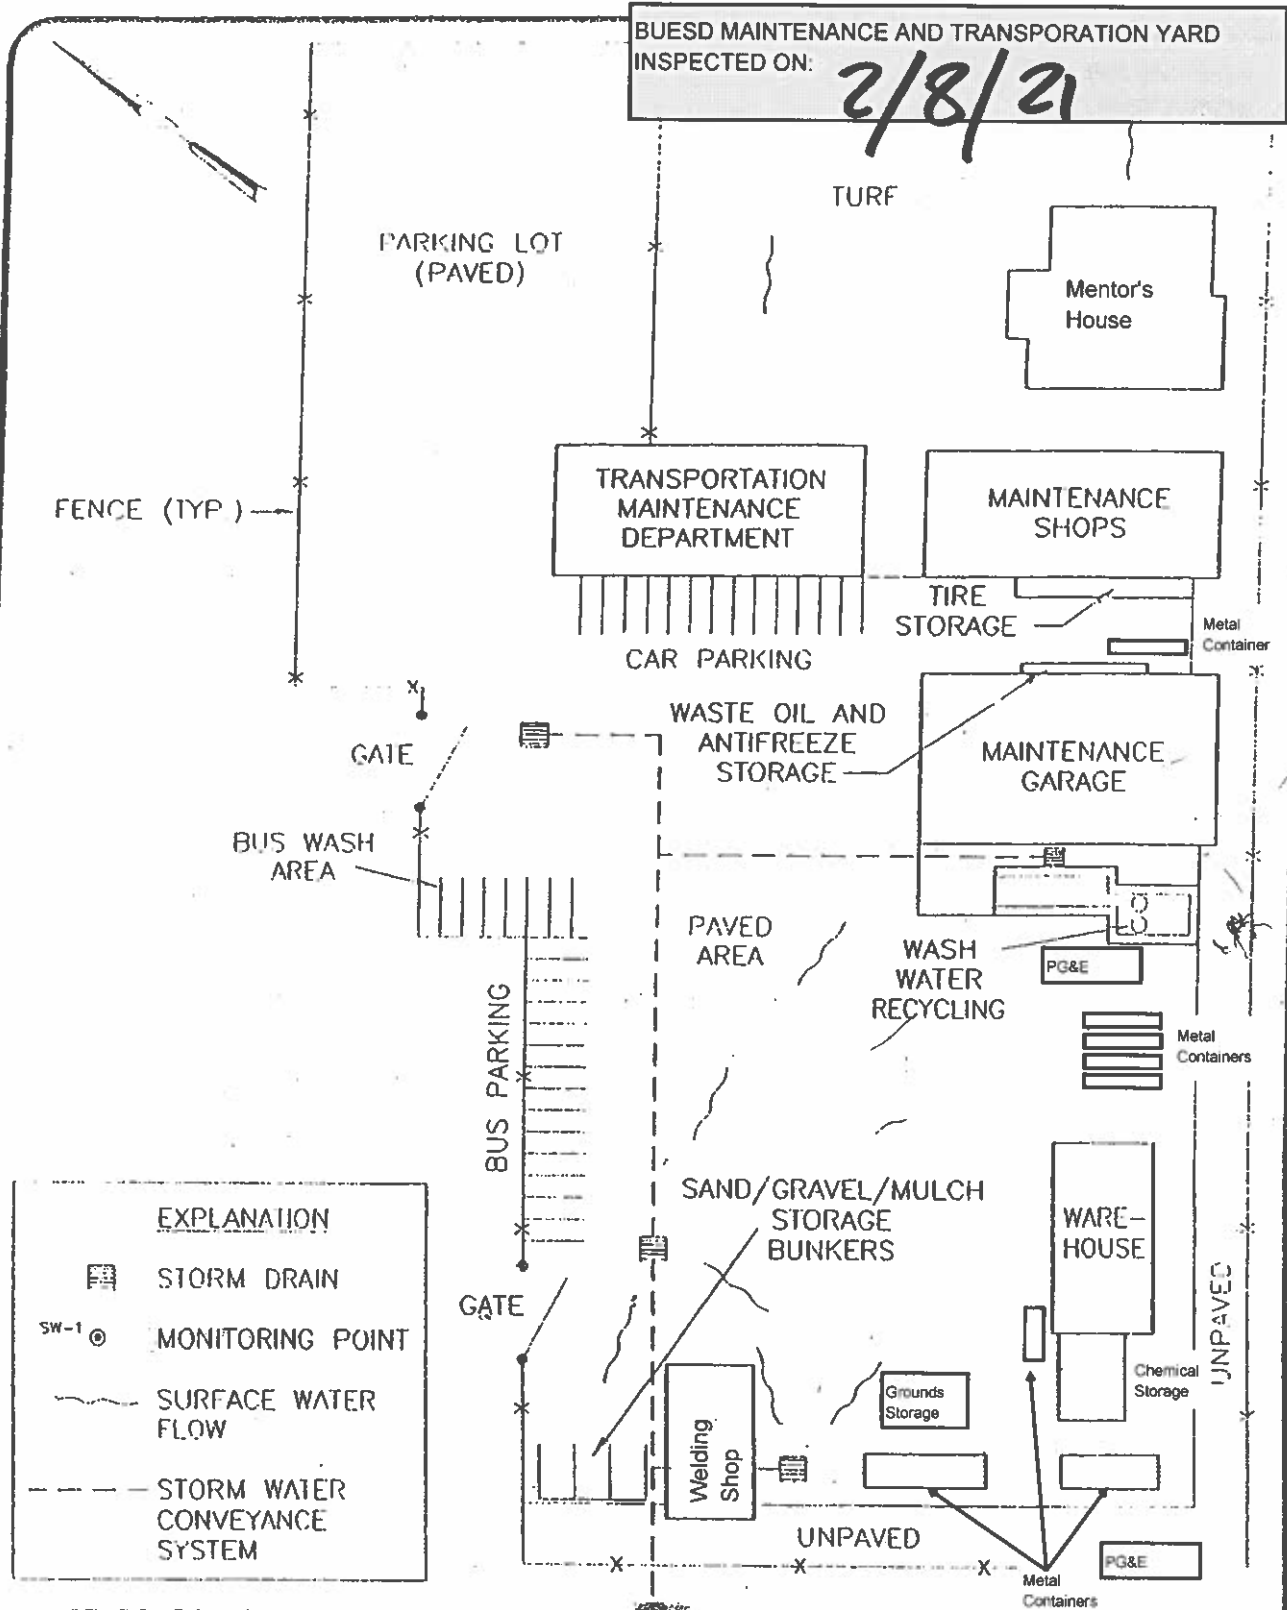 BUESD MAINTENANCE AND TRANSPORATION YARD
INSPECTED ON:
2/8/21
TURF
PARKING LOT
(PAVED)
Mentor's
House
FENCE (TYP.)
TRANSPORTATION
MAINTENANCE
DEPARTMENT
MAINTENANCE
SHOPS
TIRE
STORAGE
Metal
Container
CAR PARKING
WASTE OIL AND
ANTIFREEZE
STORAGE
MAINTENANCE
GARAGE
GATE
BUS WASH
AREA
PAVED
AREA
WASH
WATER
RECYCLING
PG&E
Metal
Containers
BUS PARKING
SAND/GRAVEL/MULCH
STORAGE
BUNKERS
WARE-
HOUSE
UNPAVED
GATE
Chemical
Storage
Grounds
Storage
Welding
Shop
UNPAVED
PG&E
Metal
Containers
EXPLANATION
STORM DRAIN
SW-1
MONITORING POINT
SURFACE WATER
FLOW
STORM WATER
CONVEYANCE
SYSTEM